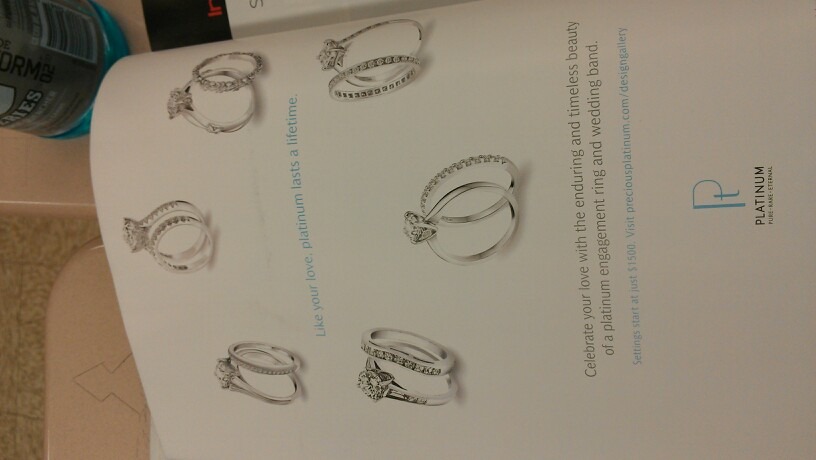 Like your love, platinum lasts a lifetime.
Celebrate your love with the enduring and timeless beauty
of a platinum engagement ring and wedding band.
Settings start at just $1500. Visit preciousplatinum.com/designgallery
Pt
PLATINUM
PURE·RARE·ETERNAL
In
S